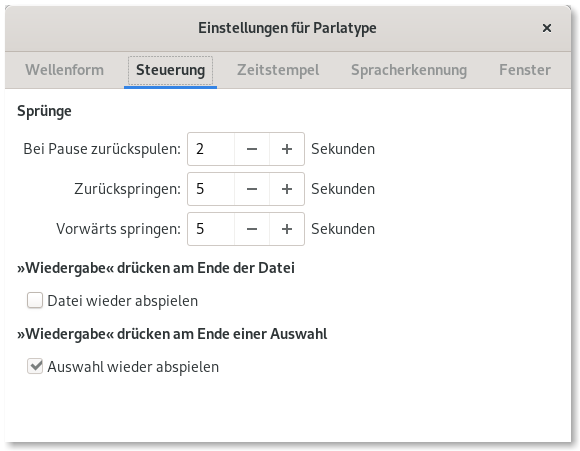 Einstellungen für Parlatype
Wellenform Steuerung Zeitstempel Spracherkennung Fenster
Sprünge
Bei Pause zurückspulen: 2 − + Sekunden
Zurückspringen: 5 − + Sekunden
Vorwärts springen: 5 − + Sekunden
»Wiedergabe« drücken am Ende der Datei
Datei wieder abspielen
»Wiedergabe« drücken am Ende einer Auswahl
Auswahl wieder abspielen